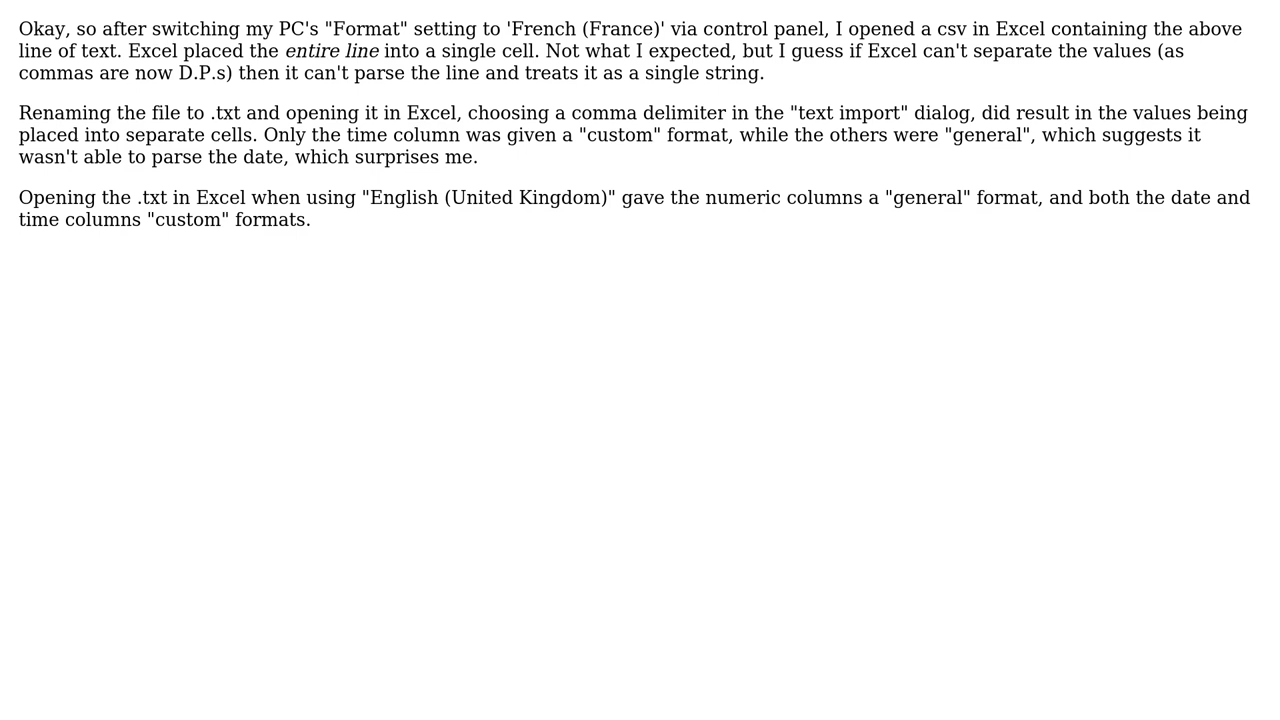 Okay, so after switching my PC's "Format" setting to 'French (France)' via control panel, I opened a csv in Excel containing the above
line of text. Excel placed the entire line into a single cell. Not what I expected, but I guess if Excel can't separate the values (as
commas are now D.P.s) then it can't parse the line and treats it as a single string.
Renaming the file to .txt and opening it in Excel, choosing a comma delimiter in the "text import" dialog, did result in the values being
placed into separate cells. Only the time column was given a "custom" format, while the others were "general", which suggests it
wasn't able to parse the date, which surprises me.
Opening the .txt in Excel when using "English (United Kingdom)" gave the numeric columns a "general" format, and both the date and
time columns "custom" formats.